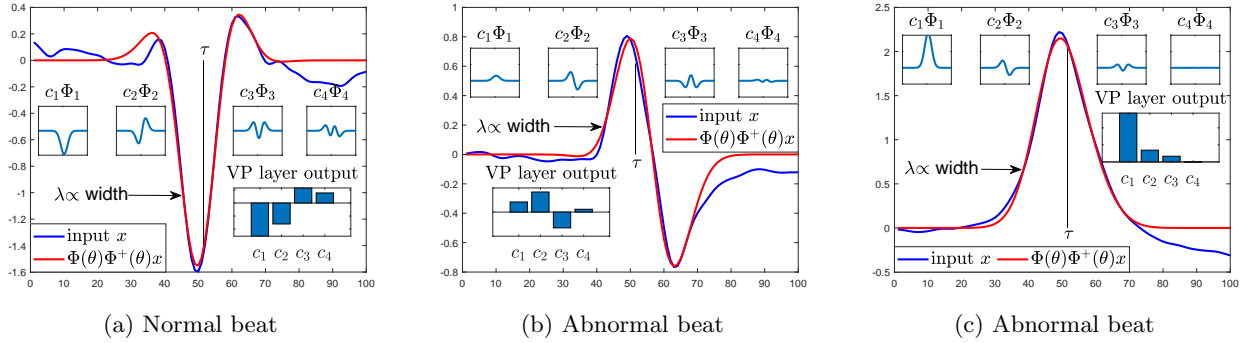 0.4
0.2
0
-0.2
-0.4
-0.6
-0.8
-1
-1.2
-1.4
-1.6
0 10 20 30 40 50 60 70 80 90 100
τ
c₁Φ₁ c₂Φ₂ c₃Φ₃ c₄Φ₄
λ∝ width
VP layer output
c₁ c₂ c₃ c₄
input x
Φ(θ)Φ⁺(θ)x
(a) Normal beat
1
0.8
0.6
0.4
0.2
0
-0.2
-0.4
-0.6
-0.8
0 10 20 30 40 50 60 70 80 90 100
c₁Φ₁ c₂Φ₂ c₃Φ₃ c₄Φ₄
λ∝ width
input x
Φ(θ)Φ⁺(θ)x
τ
VP layer output
c₁ c₂ c₃ c₄
(b) Abnormal beat
2.5
2
1.5
1
0.5
0
-0.5
0 10 20 30 40 50 60 70 80 90 100
c₁Φ₁ c₂Φ₂ c₃Φ₃ c₄Φ₄
VP layer output
λ∝ width
c₁ c₂ c₃ c₄
τ
input x Φ(θ)Φ⁺(θ)x
(c) Abnormal beat